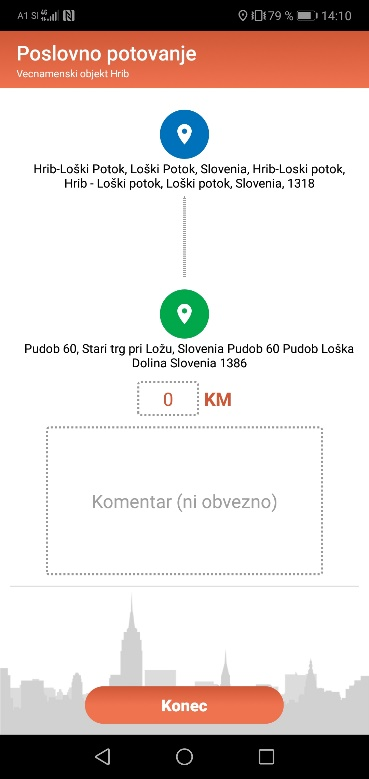 A1 SI 79 % 14:10
Poslovno potovanje
Vecnamenski objekt Hrib
Hrib-Loški Potok, Loški Potok, Slovenia, Hrib-Loski potok,
Hrib - Loški potok, Loški potok, Slovenia, 1318
Pudob 60, Stari trg pri Ložu, Slovenia Pudob 60 Pudob Loška
Dolina Slovenia 1386
0 KM
Komentar (ni obvezno)
Konec